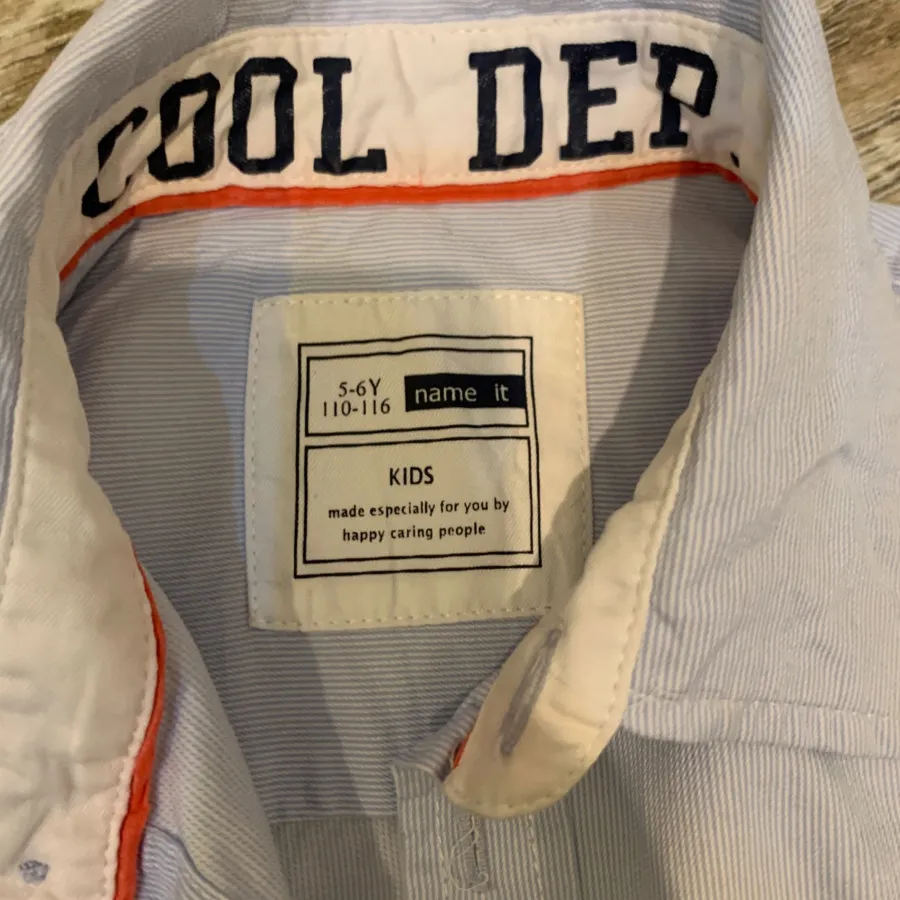 COOL DEP.
5-6Y
110-116
name it
KIDS
made especially for you by
happy caring people